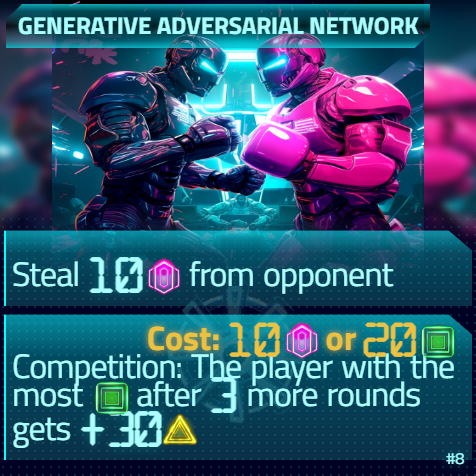 GENERATIVE ADVERSARIAL NETWORK
Steal 10 from opponent
Cost: 10 or 20
Competition: The player with the
most after 3 more rounds
gets +30
#8